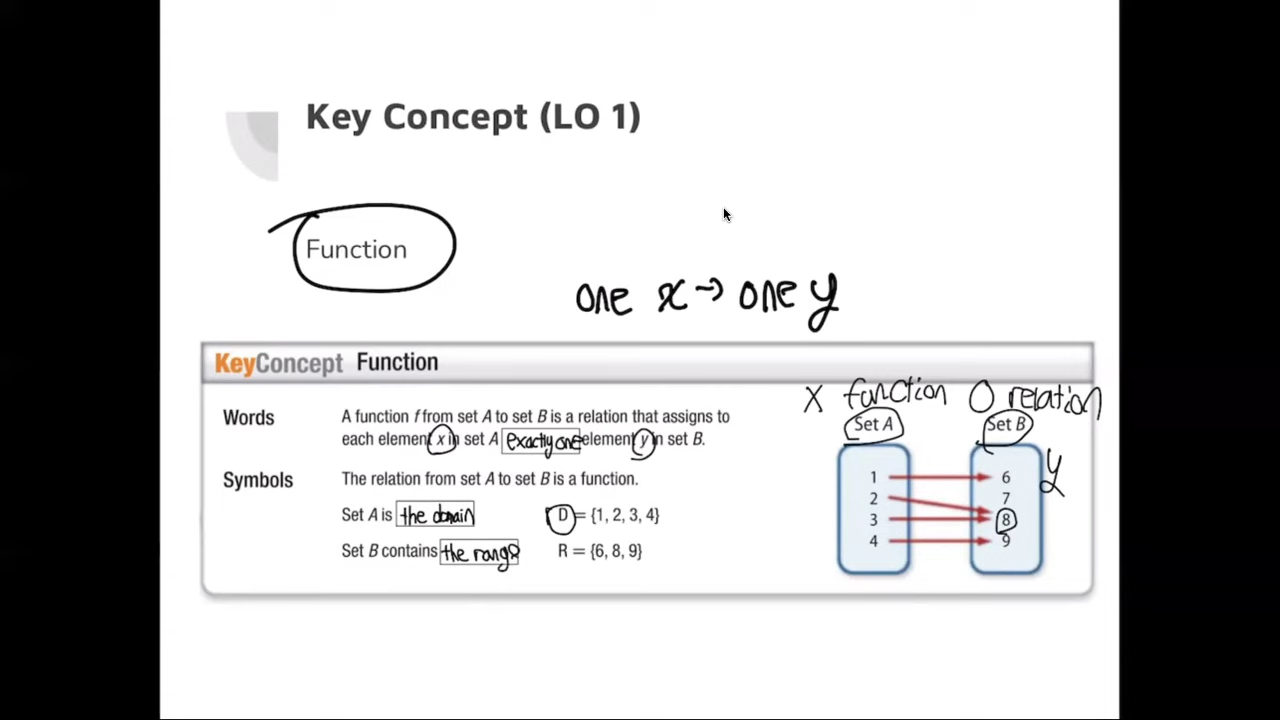 Key Concept (LO 1)
Function
one x → one y
KeyConcept Function
X function O relation
Words
A function f from set A to set B is a relation that assigns to
each element x in set A exactly one element y in set B.
Symbols
The relation from set A to set B is a function.
Set A is the domain D = {1, 2, 3, 4}
Set B contains the range R = {6, 8, 9}
Set A Set B
y
1 6
2 7
3 8
4 9